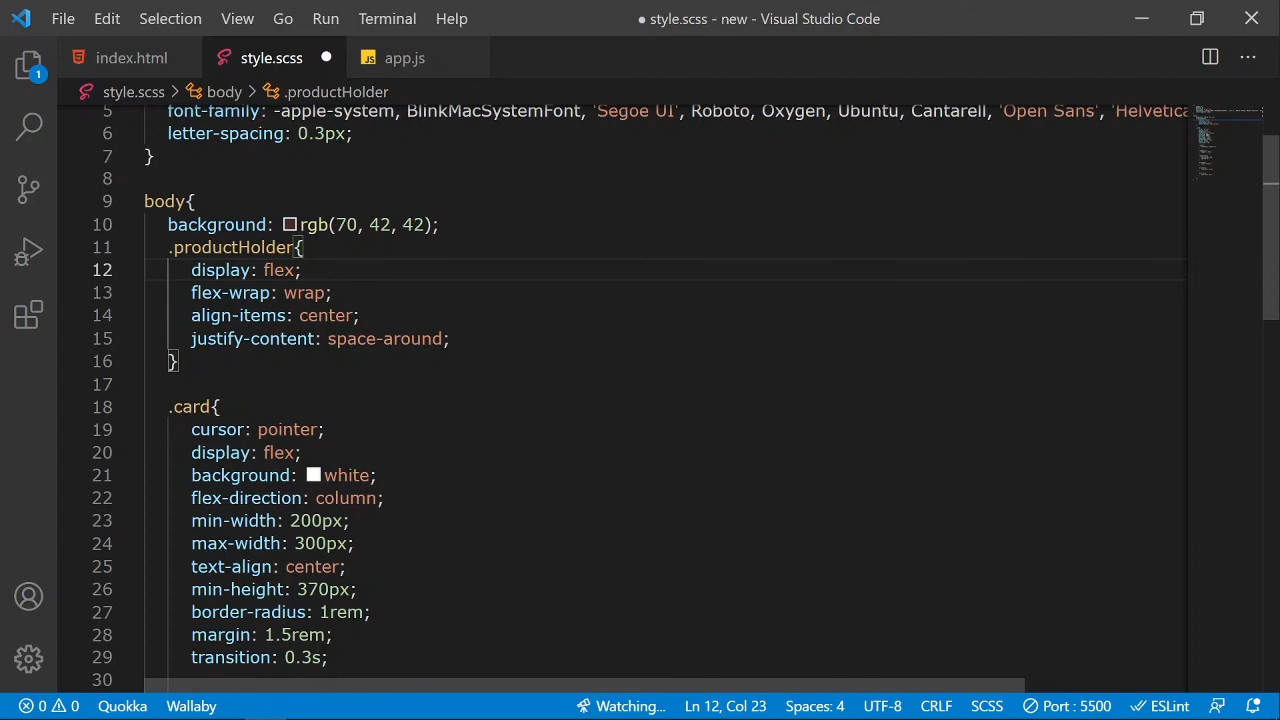 File Edit Selection View Go Run Terminal Help ● style.scss - new - Visual Studio Code
index.html style.scss JS app.js
1
style.scss > body > .productHolder
5 font-family: -apple-system, BlinkMacSystemFont, 'Segoe UI', Roboto, Oxygen, Ubuntu, Cantarell, 'Open Sans', 'Helvetica
6 letter-spacing: 0.3px;
7 }
8
9 body{
10 background: rgb(70, 42, 42);
11 .productHolder{
12 display: flex;
13 flex-wrap: wrap;
14 align-items: center;
15 justify-content: space-around;
16 }
17
18 .card{
19 cursor: pointer;
20 display: flex;
21 background: white;
22 flex-direction: column;
23 min-width: 200px;
24 max-width: 300px;
25 text-align: center;
26 min-height: 370px;
27 border-radius: 1rem;
28 margin: 1.5rem;
29 transition: 0.3s;
30
0 0 Quokka Wallaby Watching... Ln 12, Col 23 Spaces: 4 UTF-8 CRLF SCSS Port : 5500 ESLint